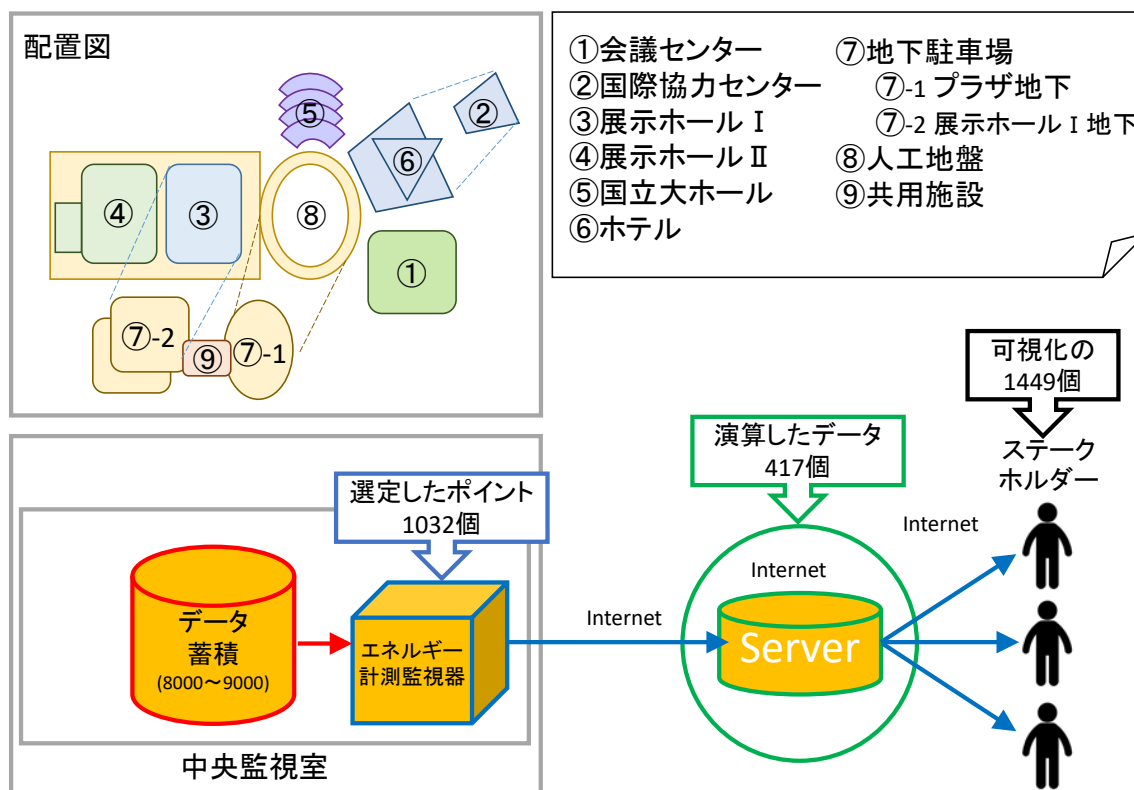 配置図
⑤
②
⑥
④
③
⑧
①
⑦-2
⑨
⑦-1
①会議センター
②国際協力センター
③展示ホールⅠ
④展示ホールⅡ
⑤国立大ホール
⑥ホテル
⑦地下駐車場
⑦-1 プラザ地下
⑦-2 展示ホールⅠ地下
⑧人工地盤
⑨共用施設
選定したポイント
1032個
データ
蓄積
(8000～9000)
エネルギー
計測監視器
中央監視室
Internet
演算したデータ
417個
Internet
Server
Internet
可視化の
1449個
ステーク
ホルダー